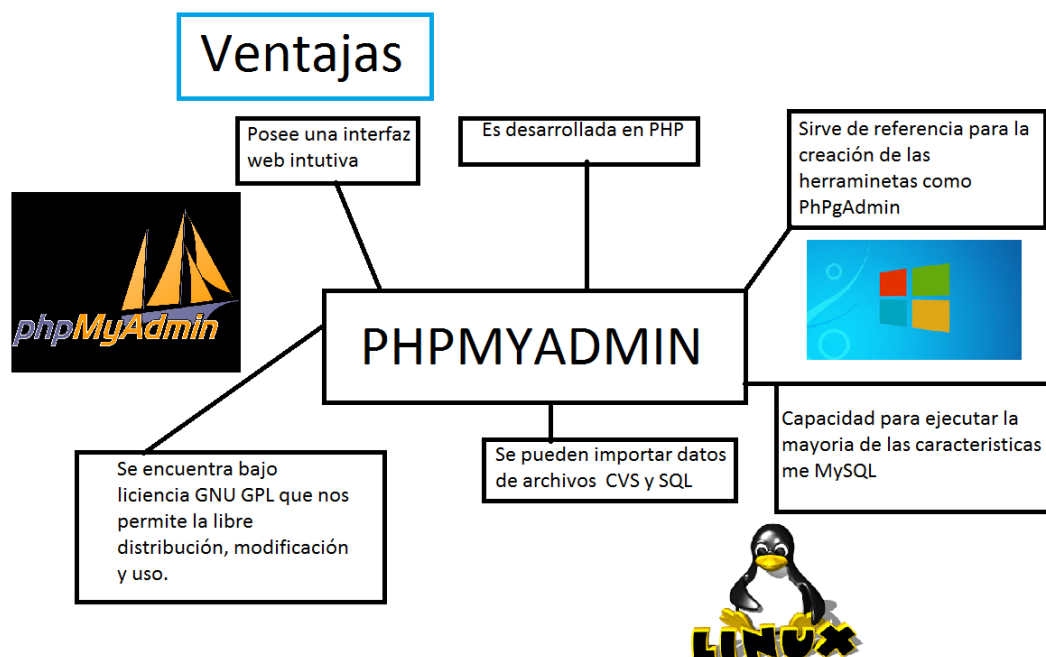 Ventajas
Posee una interfaz
web intutiva
Es desarrollada en PHP
Sirve de referencia para la
creación de las
herraminetas como
PhPgAdmin
phpMyAdmin
PHPMYADMIN
Capacidad para ejecutar la
mayoria de las caracteristicas
me MySQL
Se pueden importar datos
de archivos CVS y SQL
Se encuentra bajo
liciencia GNU GPL que nos
permite la libre
distribución, modificación
y uso.
LINUX